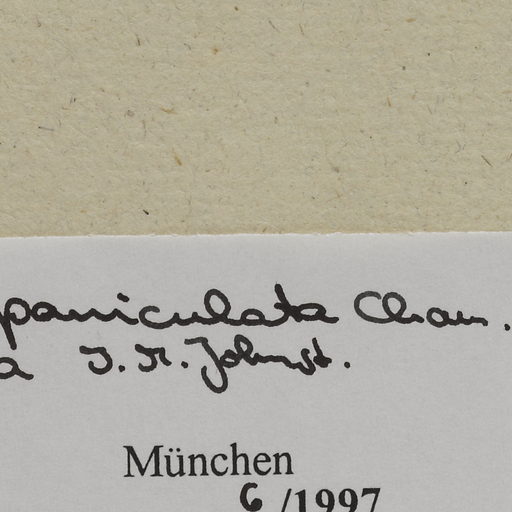 paniculata Cham.
a I. M. Johnst.
München
6/1997